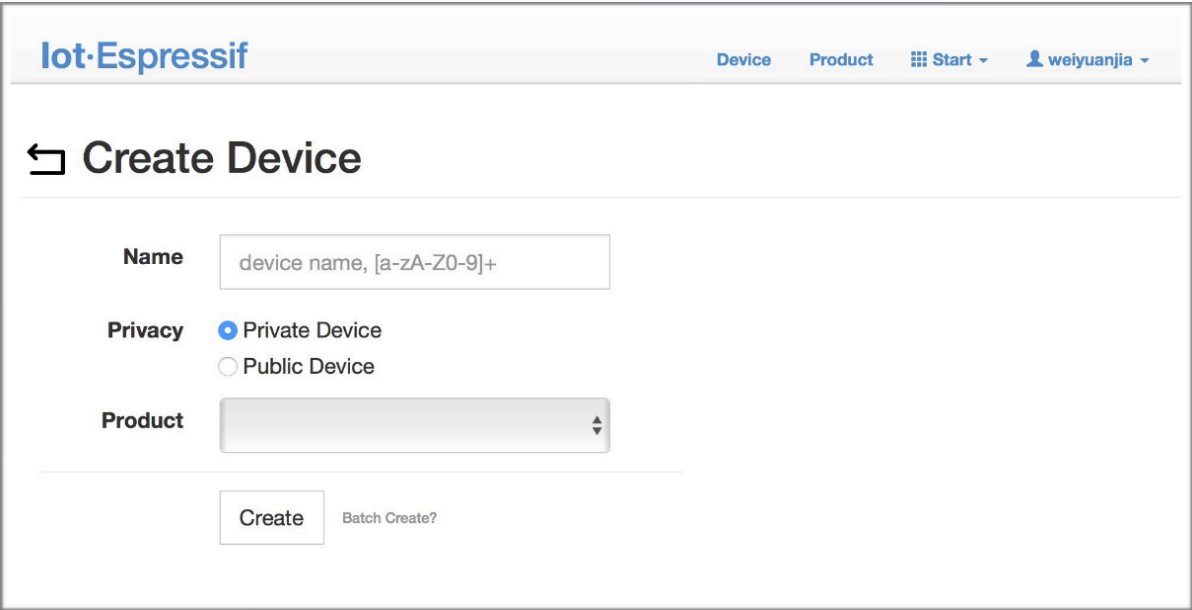 Iot·Espressif
Device Product Start weiyuanjia
Create Device
Name device name, [a-zA-Z0-9]+
Privacy Private Device
Public Device
Product
Create Batch Create?